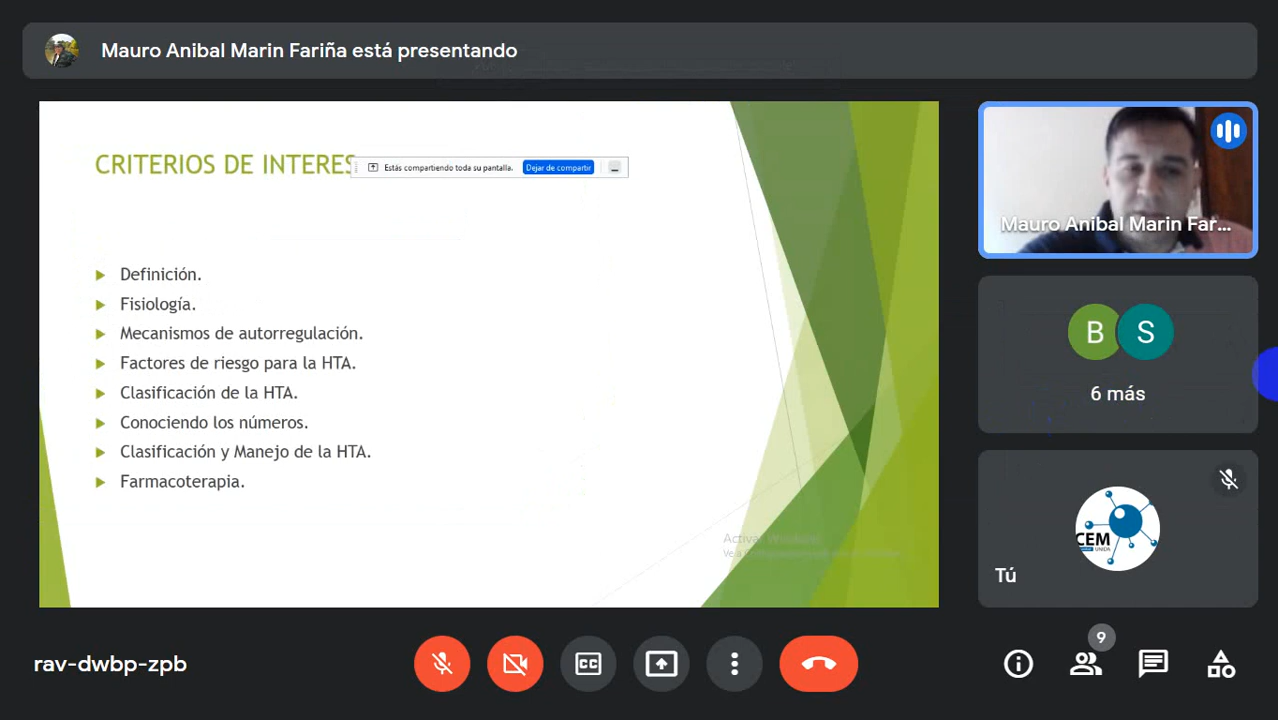 Mauro Anibal Marin Fariña está presentando
CRITERIOS DE INTERES
Estás compartiendo toda su pantalla.
Dejar de compartir
Definición.
Fisiología.
Mecanismos de autorregulación.
Factores de riesgo para la HTA.
Clasificación de la HTA.
Conociendo los números.
Clasificación y Manejo de la HTA.
Farmacoterapia.
Mauro Anibal Marin Far...
B S
6 más
CEM
Tú
rav-dwbp-zpb
CC
9